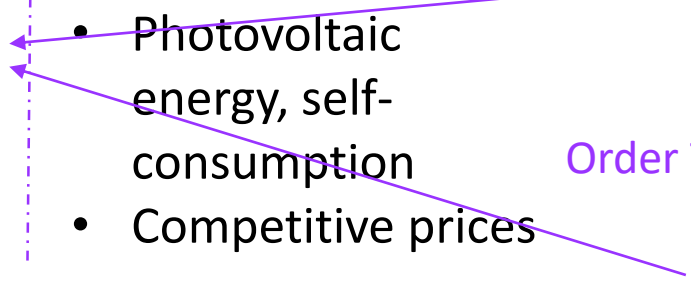 • Photovoltaic
energy, self-
consumption
Order
• Competitive prices